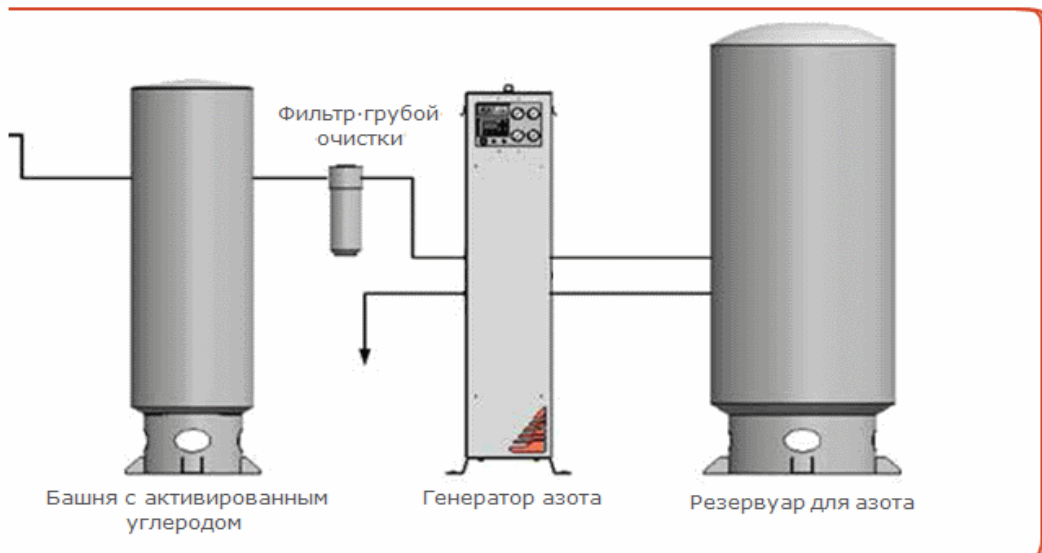 Фильтр·грубой
очистки
Башня с активированным
углеродом
Генератор азота
Резервуар для азота